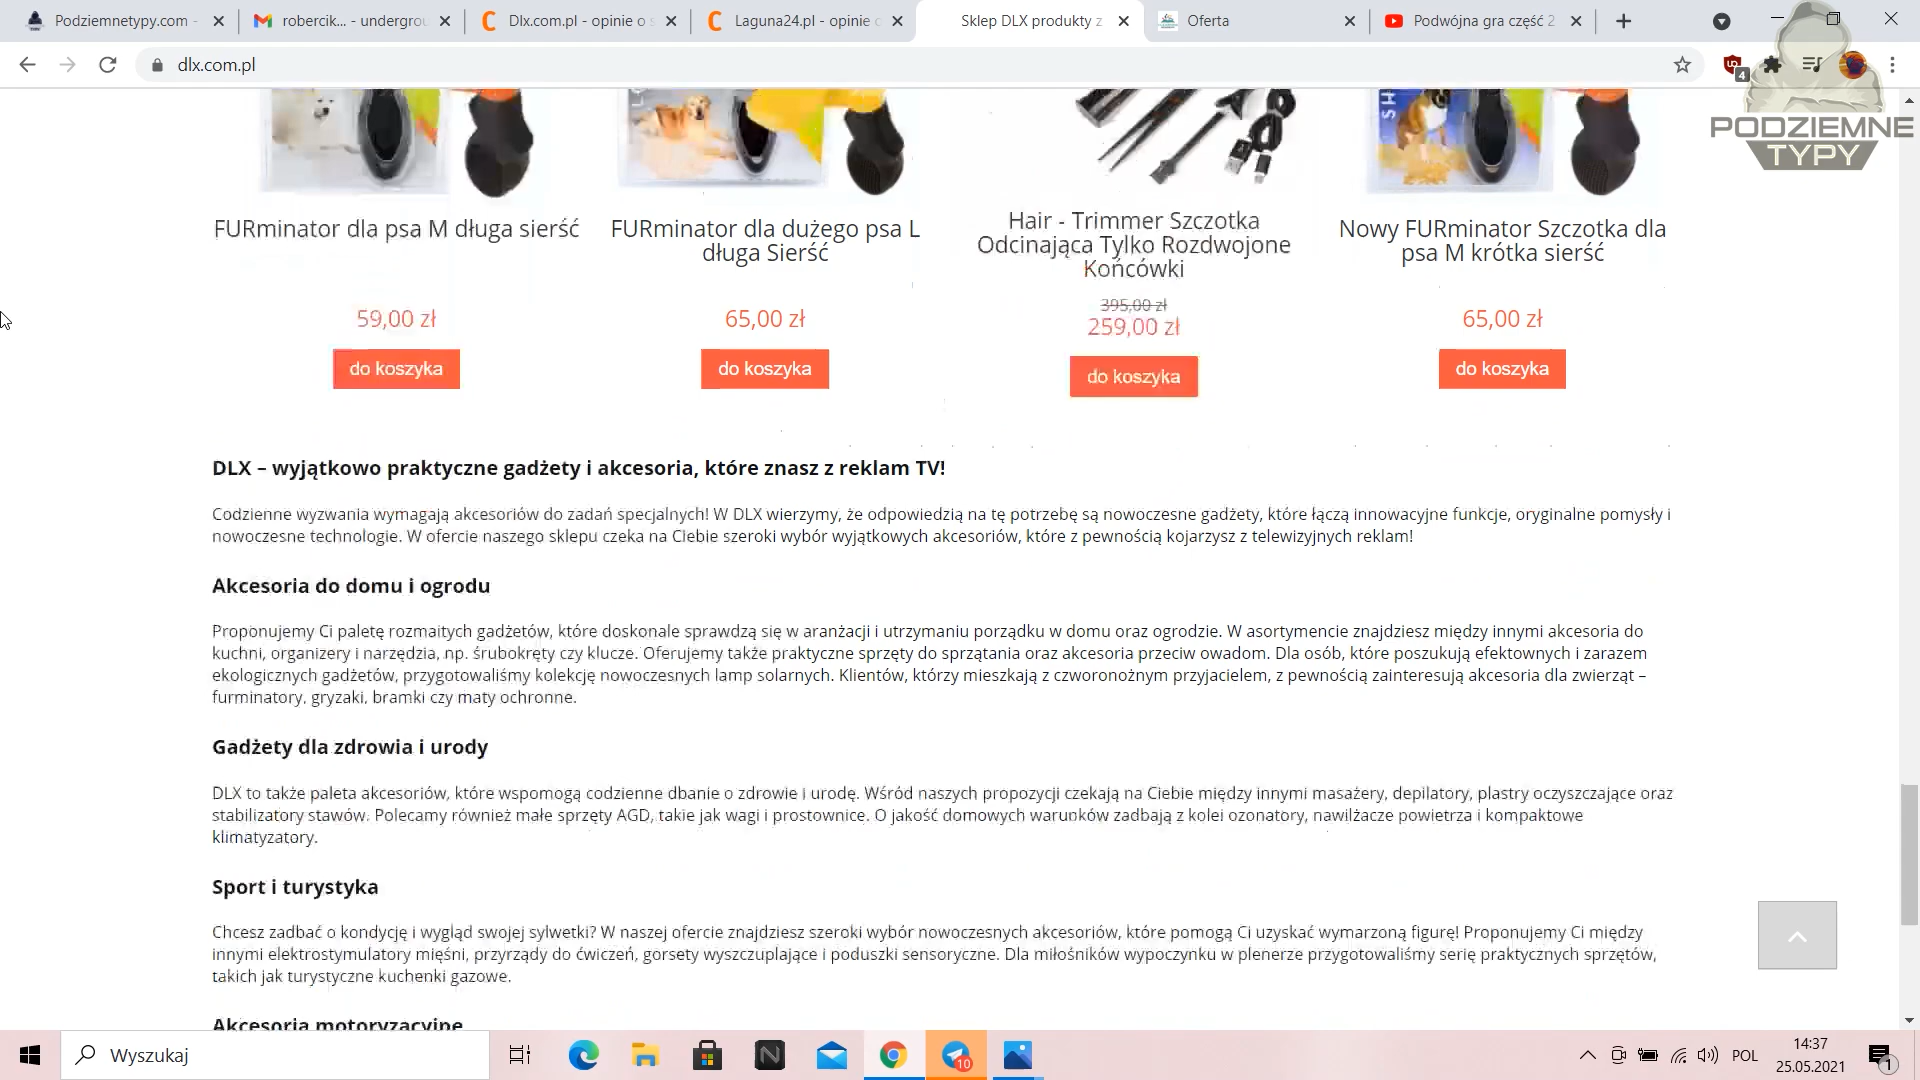 Podziemnetypy.com -
robercik... - undergrou
Dlx.com.pl - opinie o s
Laguna24.pl - opinie o
Sklep DLX produkty z
Oferta
Podwójna gra część 2
dlx.com.pl
4
PODZIEMNE
TYPY
FURminator dla psa M długa sierść
FURminator dla dużego psa L
długa Sierść
Hair - Trimmer Szczotka
Odcinająca Tylko Rozdwojone
Końcówki
Nowy FURminator Szczotka dla
psa M krótka sierść
59,00 zł
65,00 zł
395,00 zł
259,00 zł
65,00 zł
do koszyka
do koszyka
do koszyka
do koszyka
DLX – wyjątkowo praktyczne gadżety i akcesoria, które znasz z reklam TV!
Codzienne wyzwania wymagają akcesoriów do zadań specjalnych! W DLX wierzymy, że odpowiedzią na tę potrzebę są nowoczesne gadżety, które łączą innowacyjne funkcje, oryginalne pomysły i
nowoczesne technologie. W ofercie naszego sklepu czeka na Ciebie szeroki wybór wyjątkowych akcesoriów, które z pewnością kojarzysz z telewizyjnych reklam!
Akcesoria do domu i ogrodu
Proponujemy Ci paletę rozmaitych gadżetów, które doskonale sprawdzą się w aranżacji i utrzymaniu porządku w domu oraz ogrodzie. W asortymencie znajdziesz między innymi akcesoria do
kuchni, organizery i narzędzia, np. śrubokręty czy klucze. Oferujemy także praktyczne sprzęty do sprzątania oraz akcesoria przeciw owadom. Dla osób, które poszukują efektownych i zarazem
ekologicznych gadżetów, przygotowaliśmy kolekcję nowoczesnych lamp solarnych. Klientów, którzy mieszkają z czworonożnym przyjacielem, z pewnością zainteresują akcesoria dla zwierząt –
furminatory, gryzaki, bramki czy maty ochronne.
Gadżety dla zdrowia i urody
DLX to także paleta akcesoriów, które wspomogą codzienne dbanie o zdrowie i urodę. Wśród naszych propozycji czekają na Ciebie między innymi masażery, depilatory, plastry oczyszczające oraz
stabilizatory stawów. Polecamy również małe sprzęty AGD, takie jak wagi i prostownice. O jakość domowych warunków zadbają z kolei ozonatory, nawilżacze powietrza i kompaktowe
klimatyzatory.
Sport i turystyka
Chcesz zadbać o kondycję i wygląd swojej sylwetki? W naszej ofercie znajdziesz szeroki wybór nowoczesnych akcesoriów, które pomogą Ci uzyskać wymarzoną figurę! Proponujemy Ci między
innymi elektrostymulatory mięśni, przyrządy do ćwiczeń, gorsety wyszczuplające i poduszki sensoryczne. Dla miłośników wypoczynku w plenerze przygotowaliśmy serię praktycznych sprzętów,
takich jak turystyczne kuchenki gazowe.
Akcesoria motoryzacyjne
Wyszukaj
10
POL
14:37
25.05.2021
1